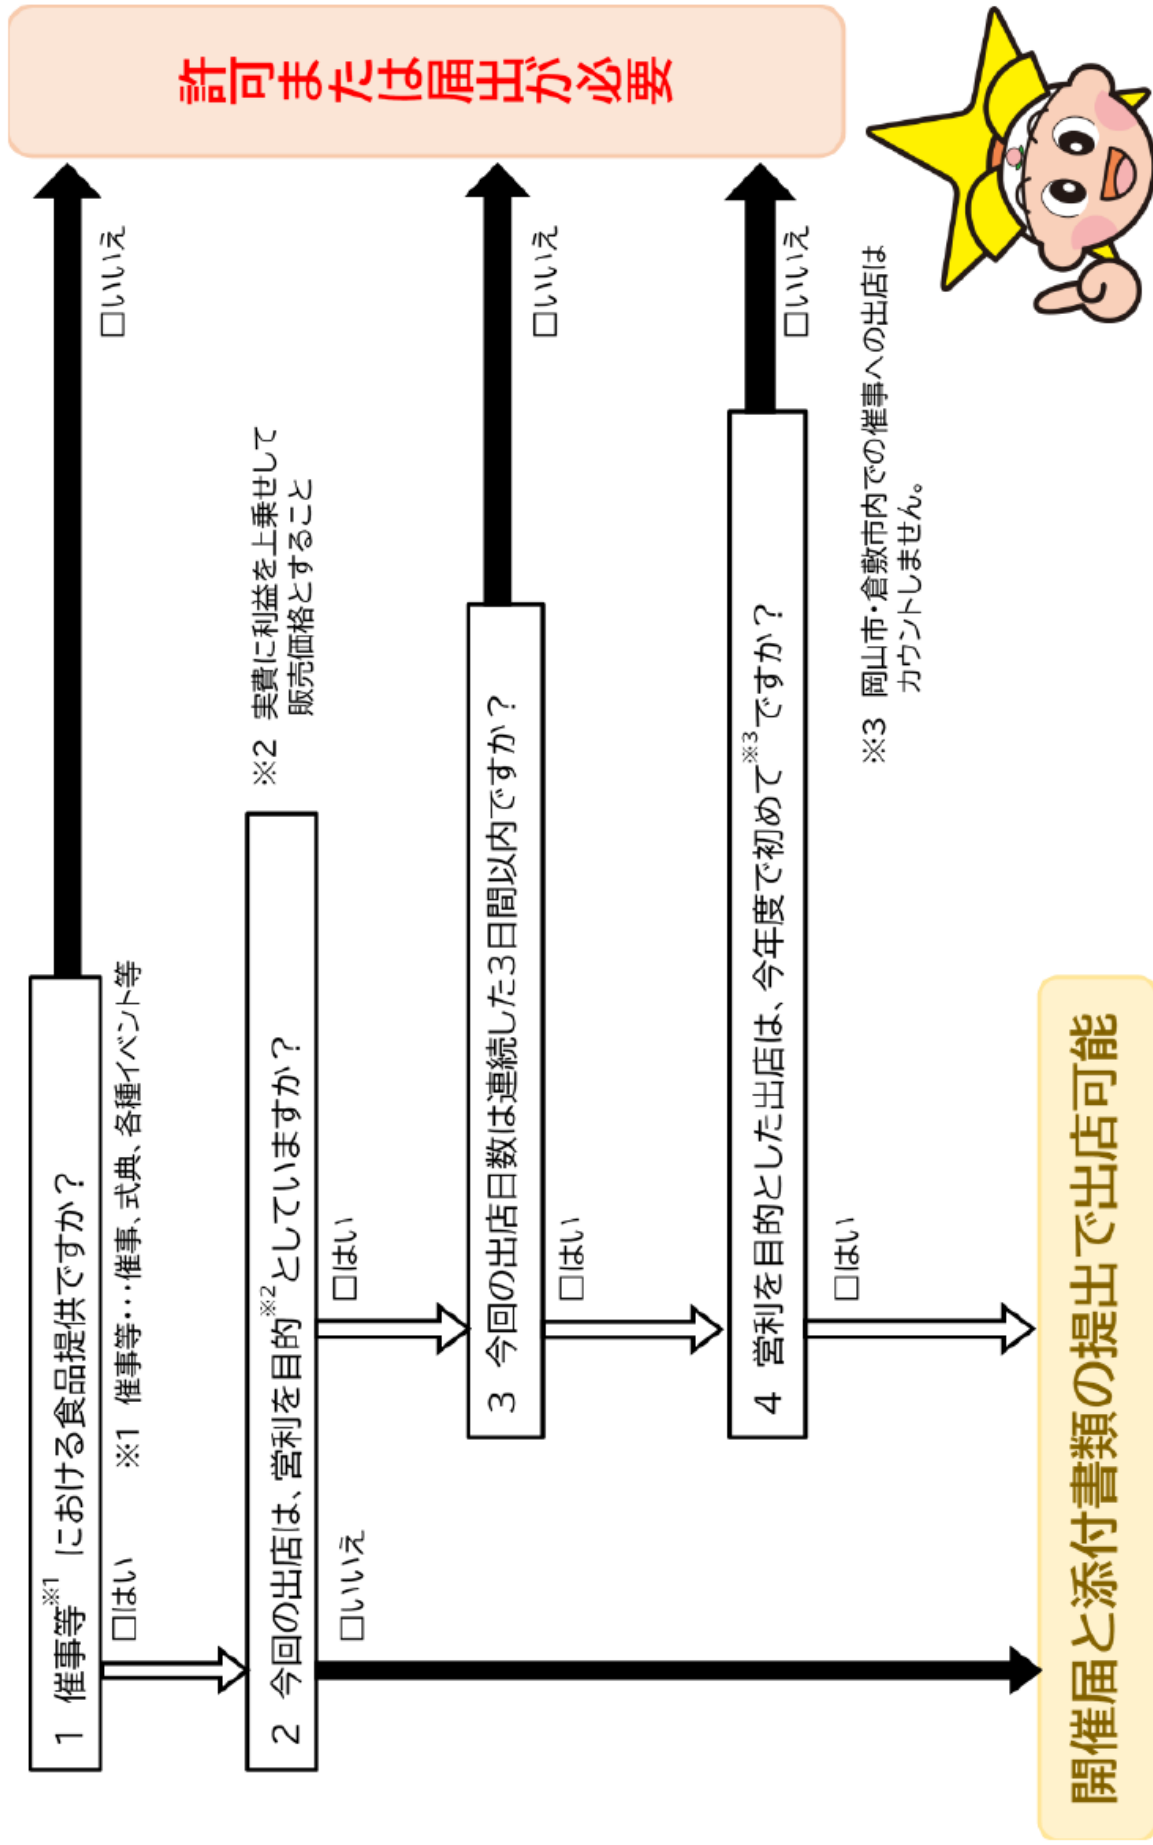 1 催事等※1 における食品提供ですか？
□いいえ
□はい
※1 催事等・・・催事、式典、各種イベント等
許可または届出が必要
2 今回の出店は、営利を目的※2としていますか？
※2 実費に利益を上乗せして
販売価格とすること
□いいえ
□はい
3 今回の出店日数は連続した３日間以内ですか？
□いいえ
□はい
4 営利を目的とした出店は、今年度で初めて※3ですか？
□いいえ
□はい
※3 岡山市・倉敷市内での催事への出店は
カウントしません。
開催届と添付書類の提出で出店可能